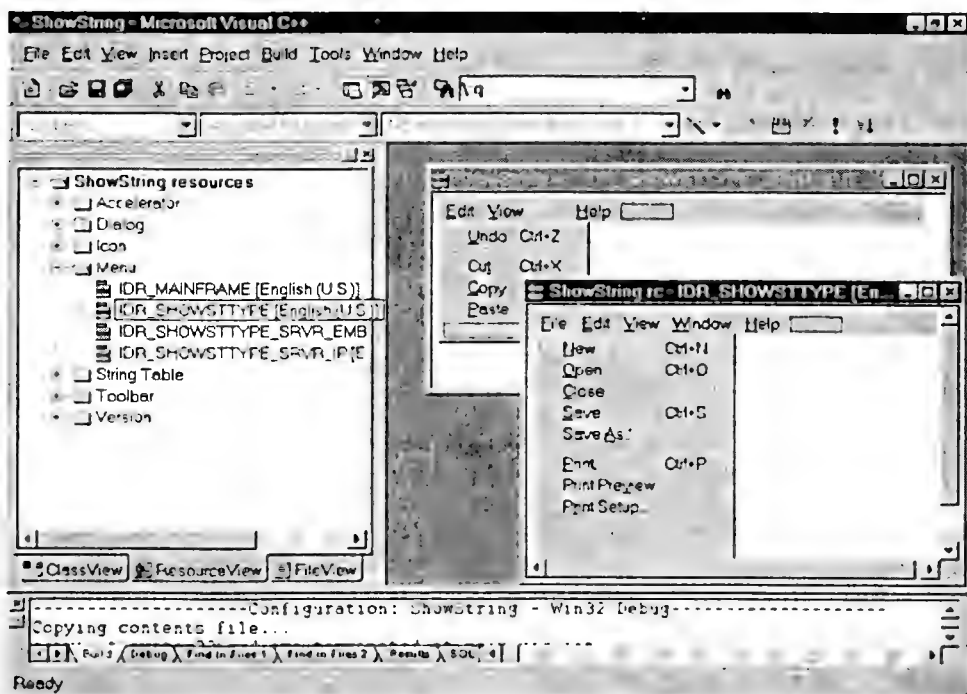 ShowString - Microsoft Visual C++
File Edit View Insert Project Build Tools Window Help
\q
ShowString resources
Accelerator
Dialog
Icon
Menu
IDR_MAINFRAME [English (U.S.)]
IDR_SHOWSTTYPE [English (U.S.)]
IDR_SHOWSTTYPE_SRVR_EMB
IDR_SHOWSTTYPE_SRVR_IP [E
String Table
Toolbar
Version
ClassView ResourceView FileView
Edit View Help
Undo Ctrl+Z
Cut Ctrl+X
Copy
Paste
ShowString.rc - IDR_SHOWSTTYPE [En...
File Edit View Window Help
New Ctrl+N
Open Ctrl+O
Close
Save Ctrl+S
Save As...
Print Ctrl+P
Print Preview
Print Setup...
--------------------Configuration: ShowString - Win32 Debug--------------------
Copying contents file...
Build Debug Find in Files 1 Find in Files 2 Results SQL
Ready